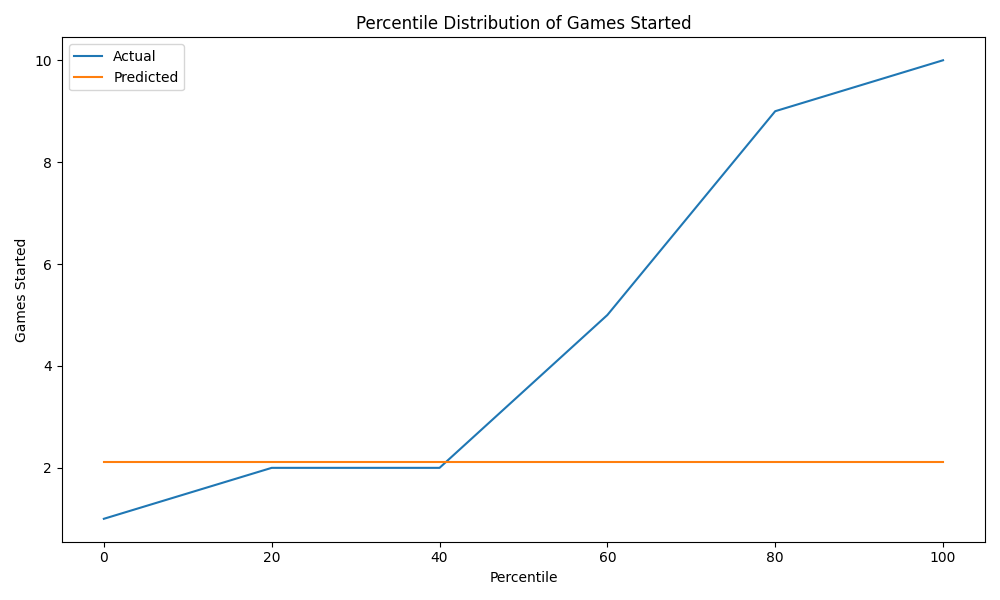 Percentile Distribution of Games Started
Actual
Predicted
10
8
6
4
2
Games Started
0 20 40 60 80 100
Percentile